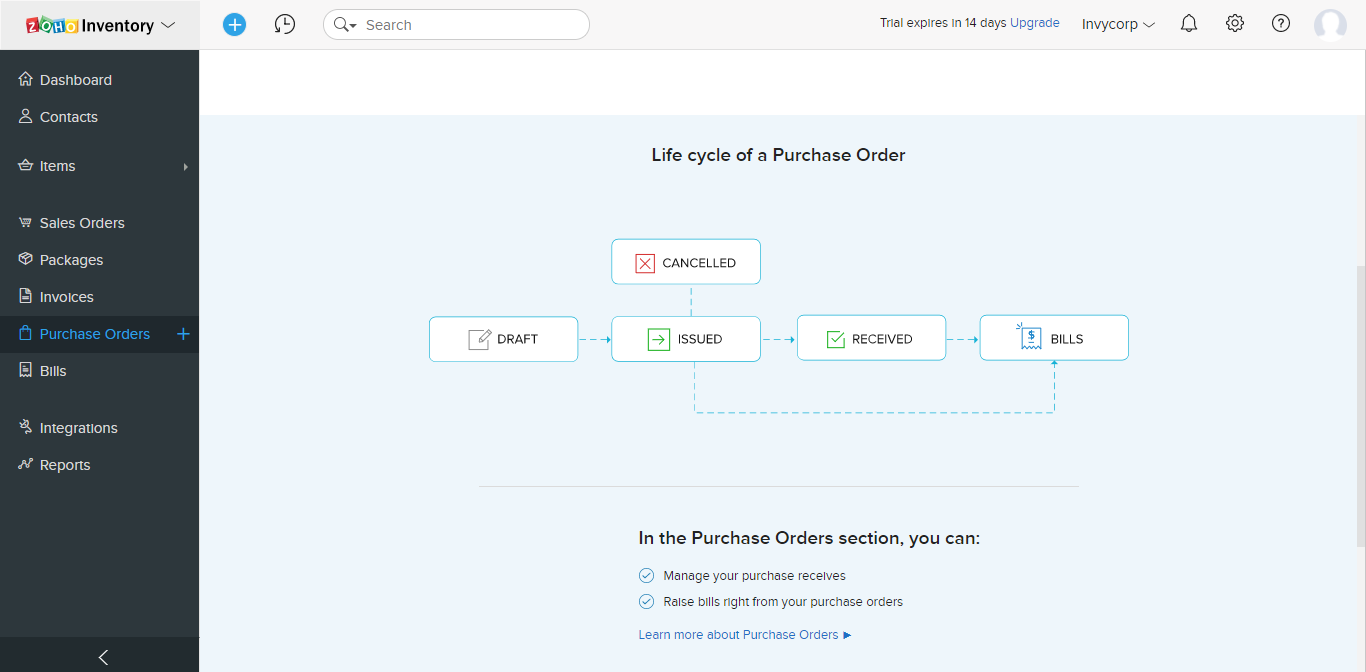 ZOHO Inventory
Search
Trial expires in 14 days Upgrade
Invycorp
Dashboard
Contacts
Items
Sales Orders
Packages
Invoices
Purchase Orders
Bills
Integrations
Reports
Life cycle of a Purchase Order
CANCELLED
DRAFT
ISSUED
RECEIVED
$ BILLS
In the Purchase Orders section, you can:
Manage your purchase receives
Raise bills right from your purchase orders
Learn more about Purchase Orders ▶